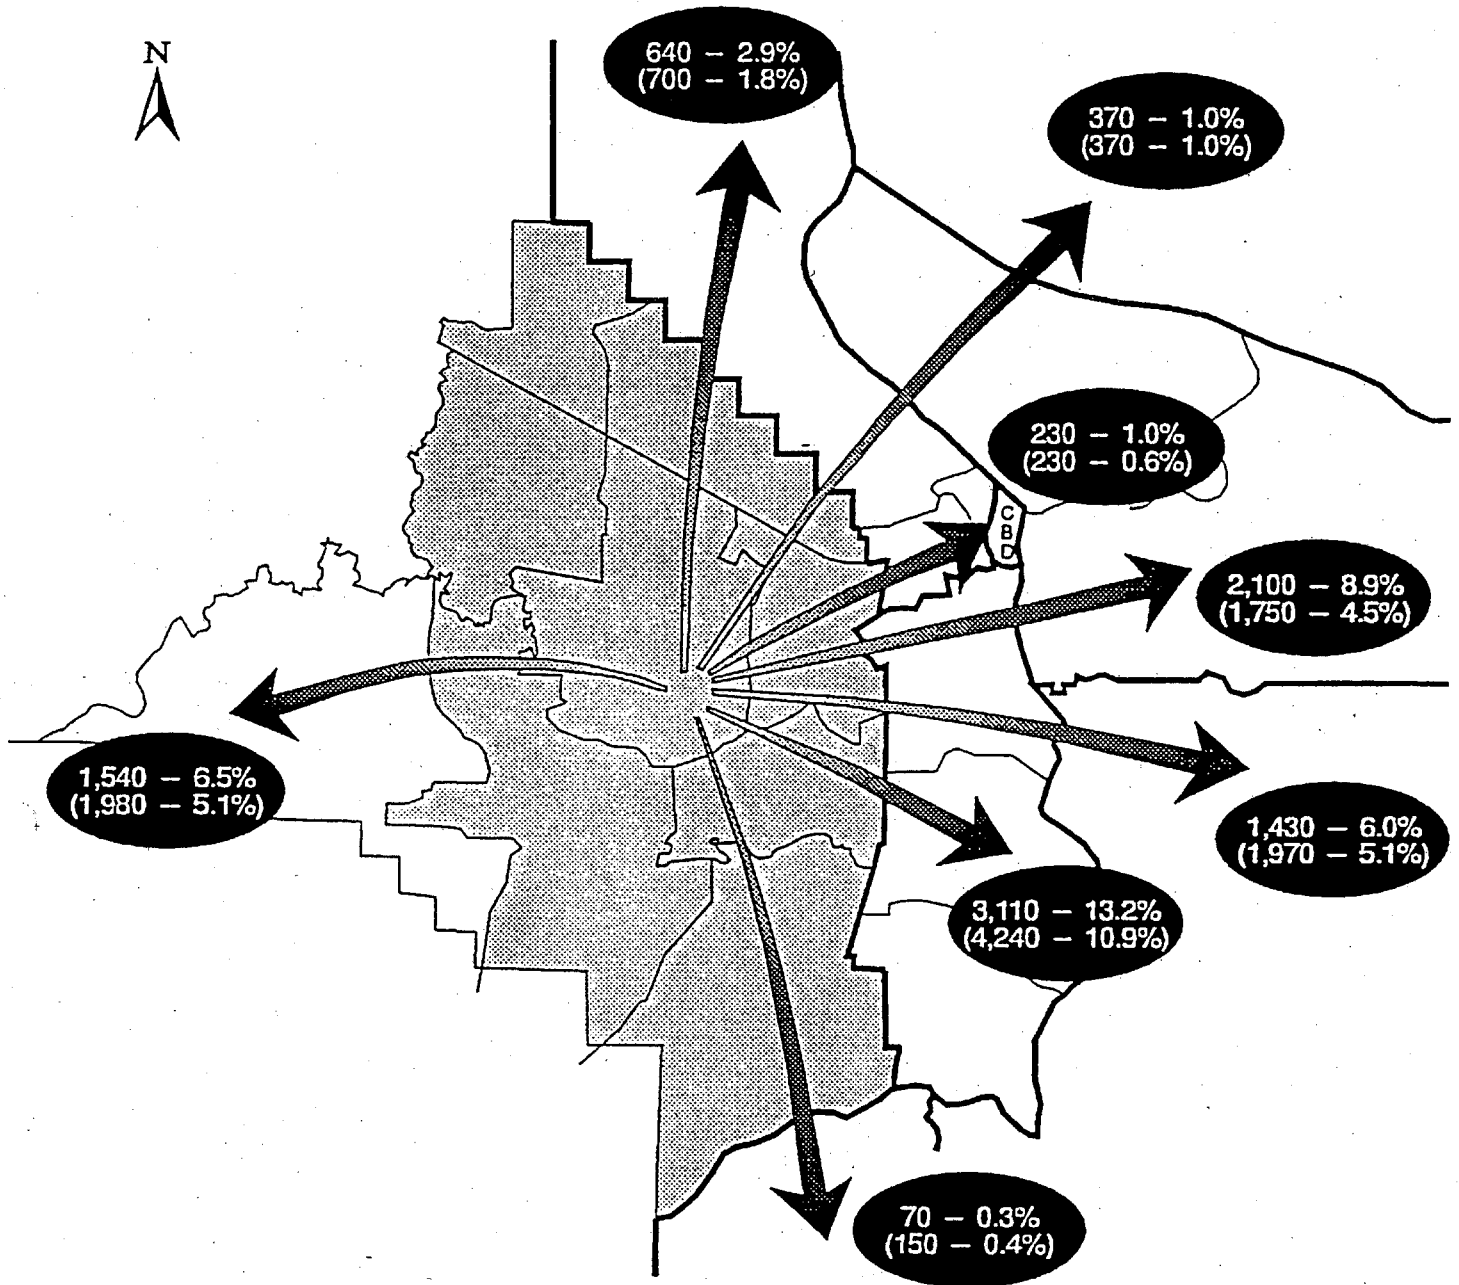 N
640 – 2.9%
(700 – 1.8%)
370 – 1.0%
(370 – 1.0%)
230 – 1.0%
(230 – 0.6%)
C
B
D
2,100 – 8.9%
(1,750 – 4.5%)
1,540 – 6.5%
(1,980 – 5.1%)
1,430 – 6.0%
(1,970 – 5.1%)
3,110 – 13.2%
(4,240 – 10.9%)
70 – 0.3%
(150 – 0.4%)